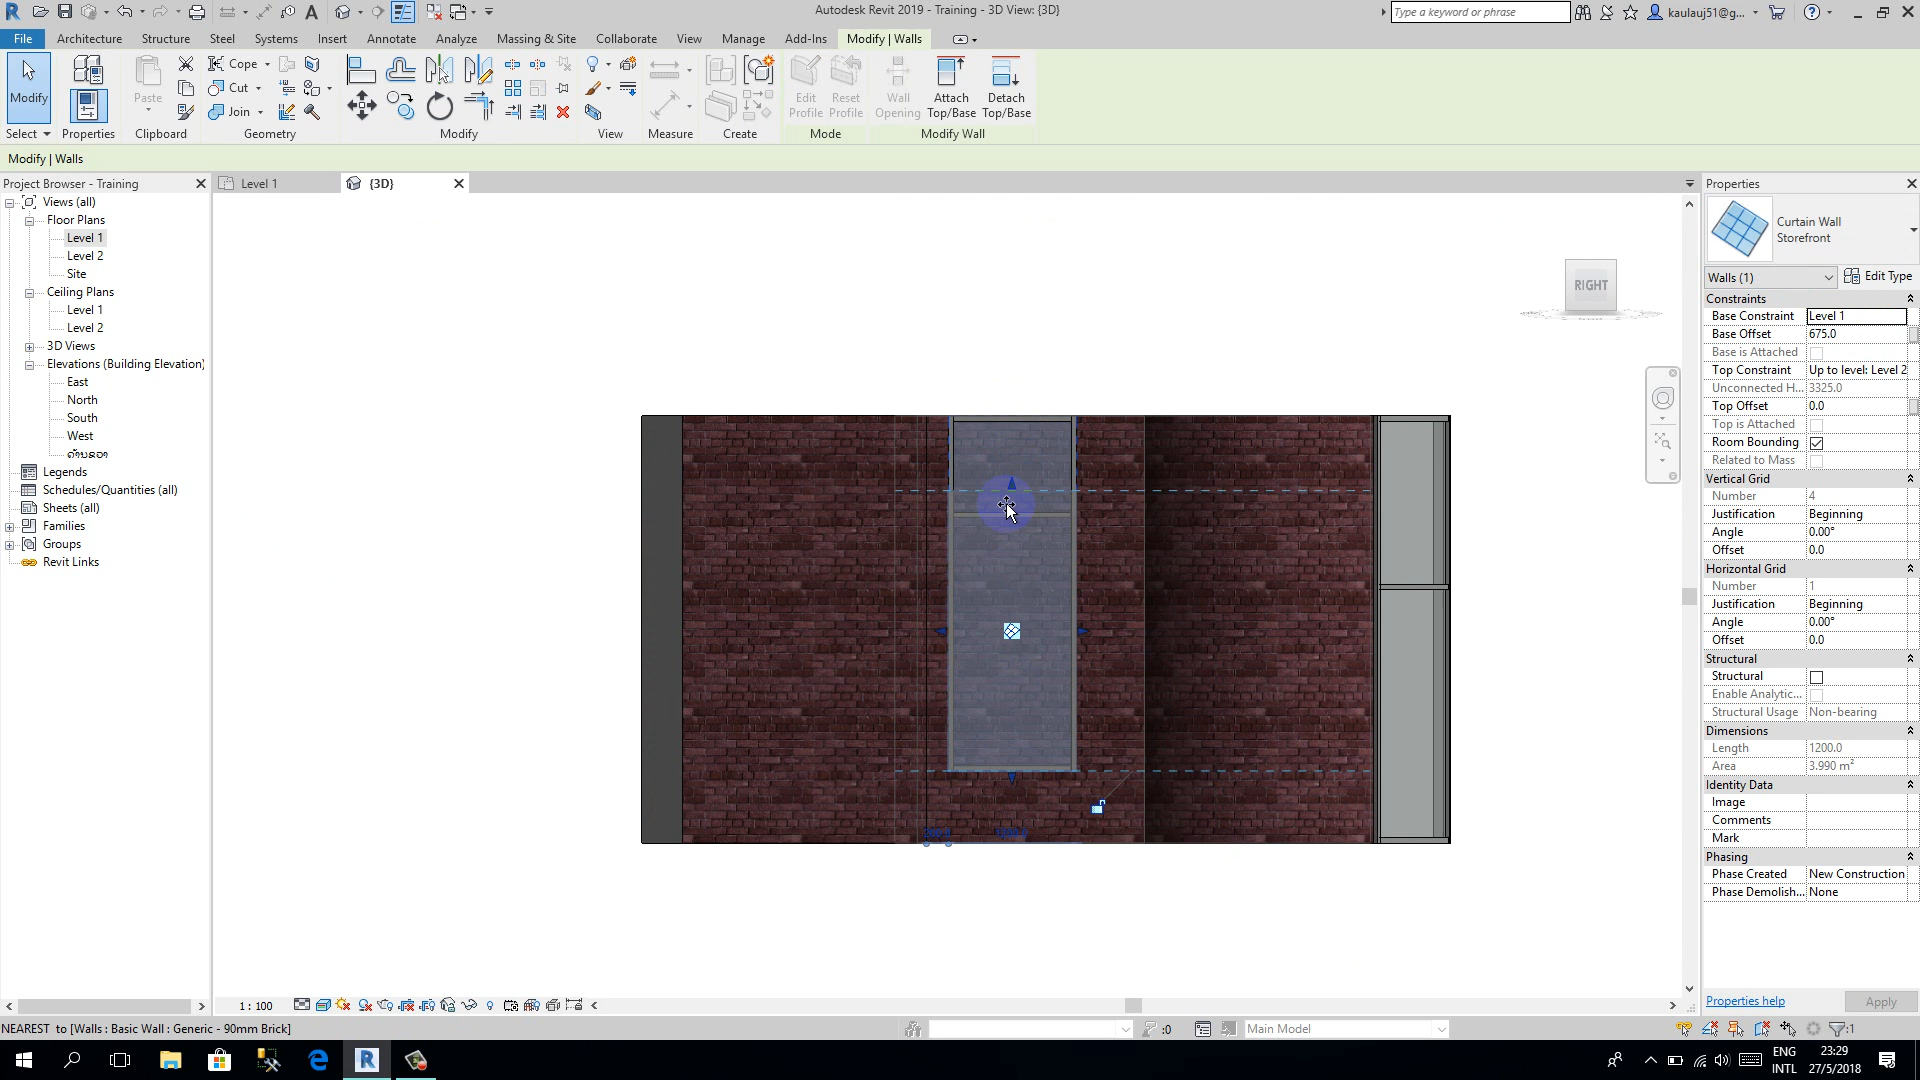 Autodesk Revit 2019 - Training - 3D View: {3D}
Type a keyword or phrase
kaulauj51@g...
File
Architecture
Structure
Steel
Systems
Insert
Annotate
Analyze
Massing & Site
Collaborate
View
Manage
Add-Ins
Modify | Walls
Modify
Paste
Cope
Cut
Join
Edit Profile
Reset Profile
Wall Opening
Attach Top/Base
Detach Top/Base
Select
Properties
Clipboard
Geometry
Modify
View
Measure
Create
Mode
Modify Wall
Modify | Walls
Project Browser - Training
Level 1
{3D}
Properties
Views (all)
Floor Plans
Level 1
Level 2
Site
Ceiling Plans
Level 1
Level 2
3D Views
Elevations (Building Elevation)
East
North
South
West
Legends
Schedules/Quantities (all)
Sheets (all)
Families
Groups
Revit Links
RIGHT
Curtain Wall
Storefront
Walls (1)
Edit Type
Constraints
Base Constraint Level 1
Base Offset 675.0
Base is Attached
Top Constraint Up to level: Level 2
Unconnected H... 3325.0
Top Offset 0.0
Top is Attached
Room Bounding
Related to Mass
Vertical Grid
Number 4
Justification Beginning
Angle 0.00°
Offset 0.0
Horizontal Grid
Number 1
Justification Beginning
Angle 0.00°
Offset 0.0
Structural
Structural
Enable Analytic...
Structural Usage Non-bearing
Dimensions
Length 1200.0
Area 3.990 m²
Identity Data
Image
Comments
Mark
Phasing
Phase Created New Construction
Phase Demolish... None
Properties help
Apply
1 : 100
NEAREST to [Walls : Basic Wall : Generic - 90mm Brick]
:0
Main Model
:1
ENG
INTL
23:29
27/5/2018